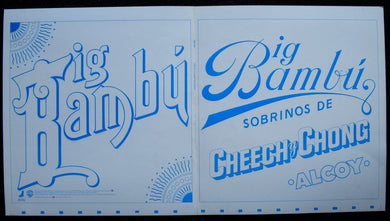 Big
Bambú
Big
Bambú
SOBRINOS DE
CHEECH y CHONG
·ALCOY·